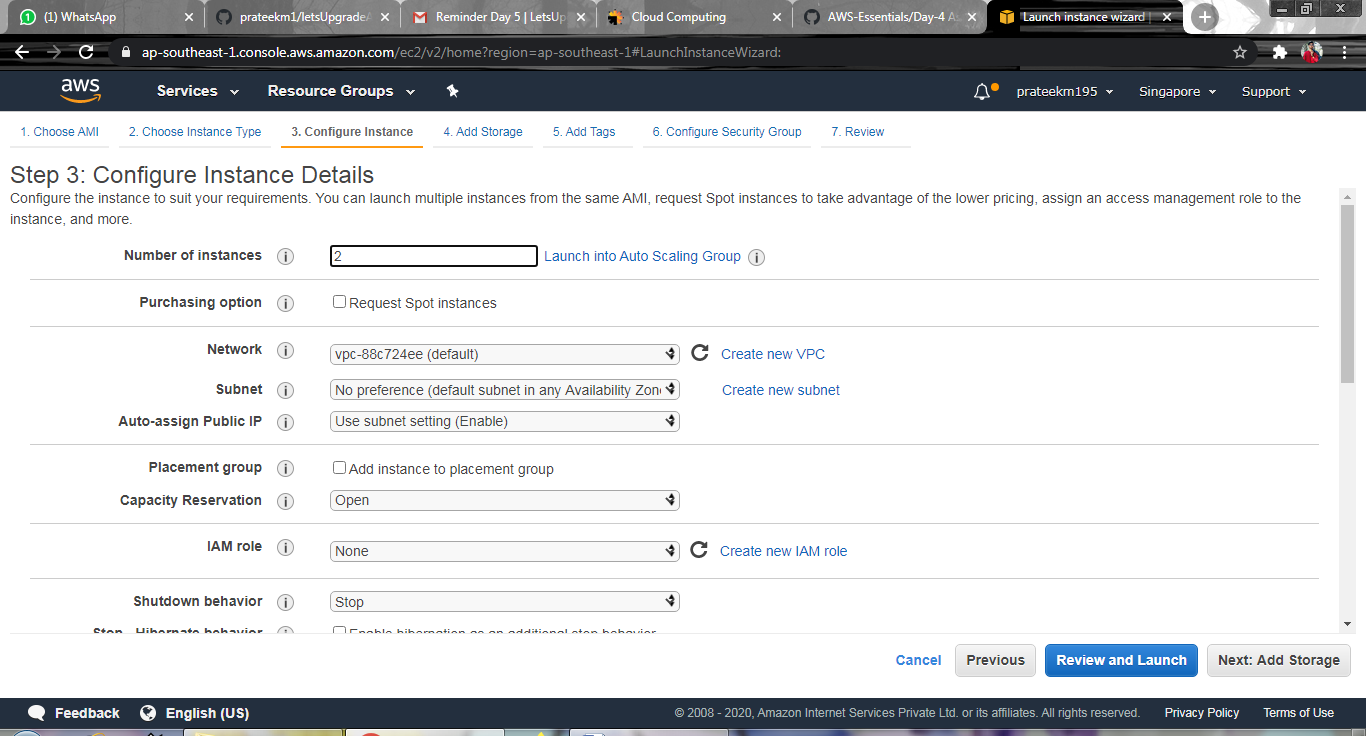 (1) WhatsApp
prateekm1/letsUpgrade
Reminder Day 5 | LetsUp
Cloud Computing
AWS-Essentials/Day-4 A
Launch instance wizard
ap-southeast-1.console.aws.amazon.com/ec2/v2/home?region=ap-southeast-1#LaunchInstanceWizard:
aws Services Resource Groups prateekm195 Singapore Support
1. Choose AMI 2. Choose Instance Type 3. Configure Instance 4. Add Storage 5. Add Tags 6. Configure Security Group 7. Review
Step 3: Configure Instance Details
Configure the instance to suit your requirements. You can launch multiple instances from the same AMI, request Spot instances to take advantage of the lower pricing, assign an access management role to the
instance, and more.
Number of instances 2 Launch into Auto Scaling Group
Purchasing option Request Spot instances
Network vpc-88c724ee (default) Create new VPC
Subnet No preference (default subnet in any Availability Zone Create new subnet
Auto-assign Public IP Use subnet setting (Enable)
Placement group Add instance to placement group
Capacity Reservation Open
IAM role None Create new IAM role
Shutdown behavior Stop
Stop - Hibernate behavior Enable hibernation as an additional stop behavior
Cancel Previous Review and Launch Next: Add Storage
Feedback English (US) © 2008 - 2020, Amazon Internet Services Private Ltd. or its affiliates. All rights reserved. Privacy Policy Terms of Use